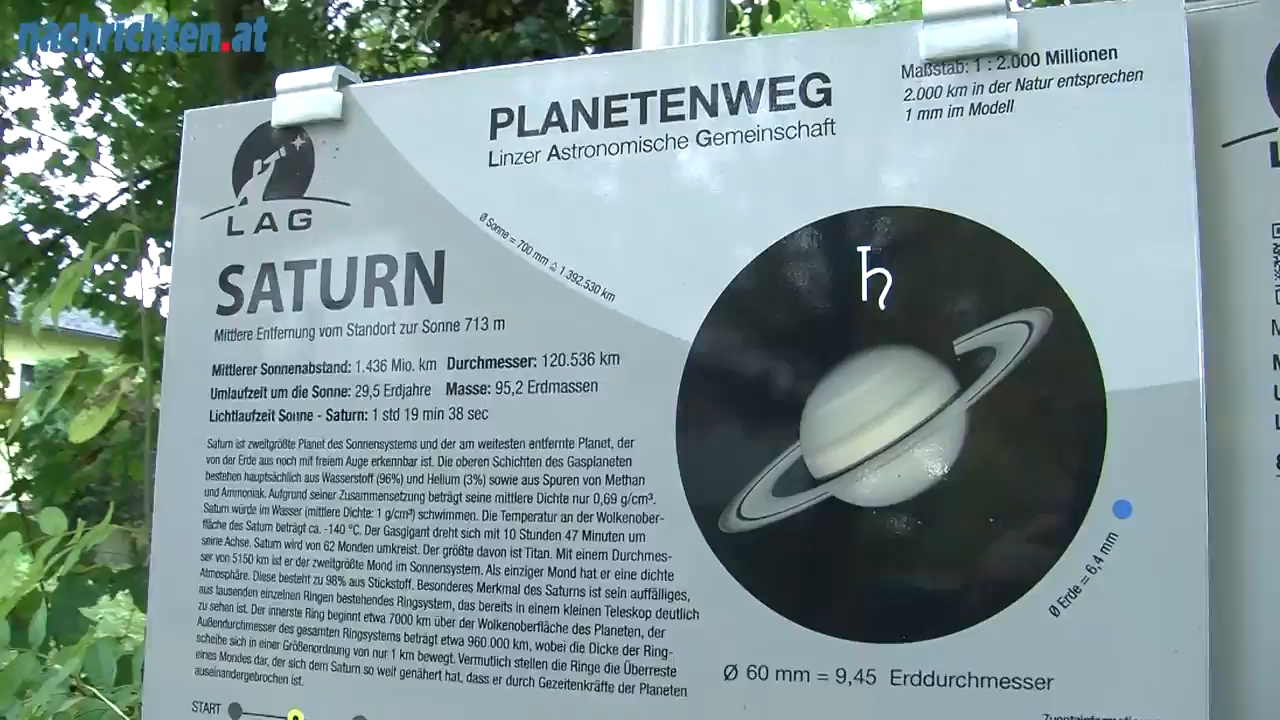 nachrichten.at
PLANETENWEG
Linzer Astronomische Gemeinschaft
Maßstab: 1 : 2.000 Millionen
2.000 km in der Natur entsprechen
1 mm im Modell
LAG
Ø Sonne = 700 mm ≙ 1.392.530 km
SATURN
Mittlere Entfernung vom Standort zur Sonne 713 m
Mittlerer Sonnenabstand: 1.436 Mio. km Durchmesser: 120.536 km
Umlaufzeit um die Sonne: 29,5 Erdjahre Masse: 95,2 Erdmassen
Lichtlaufzeit Sonne - Saturn: 1 std 19 min 38 sec
Saturn ist zweitgrößte Planet des Sonnensystems und der am weitesten entfernte Planet, der
von der Erde aus noch mit freiem Auge erkennbar ist. Die oberen Schichten des Gasplaneten
bestehen hauptsächlich aus Wasserstoff (96%) und Helium (3%) sowie aus Spuren von Methan
und Ammoniak. Aufgrund seiner Zusammensetzung beträgt seine mittlere Dichte nur 0,69 g/cm³.
Saturn würde im Wasser (mittlere Dichte: 1 g/cm³) schwimmen. Die Temperatur an der Wolkenober-
fläche des Saturn beträgt ca. -140 °C. Der Gasgigant dreht sich mit 10 Stunden 47 Minuten um
seine Achse. Saturn wird von 62 Monden umkreist. Der größte davon ist Titan. Mit einem Durchmes-
ser von 5150 km ist er der zweitgrößte Mond im Sonnensystem. Als einziger Mond hat er eine dichte
Atmosphäre. Diese besteht zu 98% aus Stickstoff. Besonderes Merkmal des Saturns ist sein auffälliges,
aus tausenden einzelnen Ringen bestehendes Ringsystem, das bereits in einem kleinen Teleskop deutlich
zu sehen ist. Der innerste Ring beginnt etwa 7000 km über der Wolkenoberfläche des Planeten, der
Außendurchmesser des gesamten Ringsystems beträgt etwa 960.000 km, wobei die Dicke der Ring-
scheibe sich in einer Größenordnung von nur 1 km bewegt. Vermutlich stellen die Ringe die Überreste
eines Mondes dar, der sich dem Saturn so weit genähert hat, dass er durch Gezeitenkräfte der Planeten
auseinandergebrochen ist.
Ø Erde = 6,4 mm
Ø 60 mm = 9,45 Erddurchmesser
START